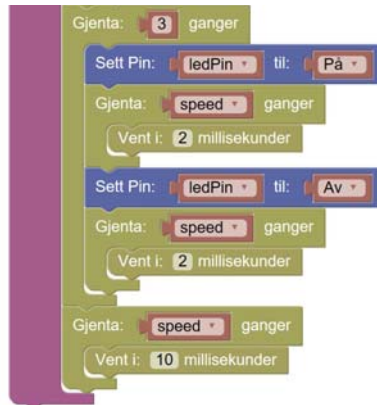 Gjenta: 3 ganger
Sett Pin: ledPin til: På
Gjenta: speed ganger
Vent i: 2 millisekunder
Sett Pin: ledPin til: Av
Gjenta: speed ganger
Vent i: 2 millisekunder
Gjenta: speed ganger
Vent i: 10 millisekunder